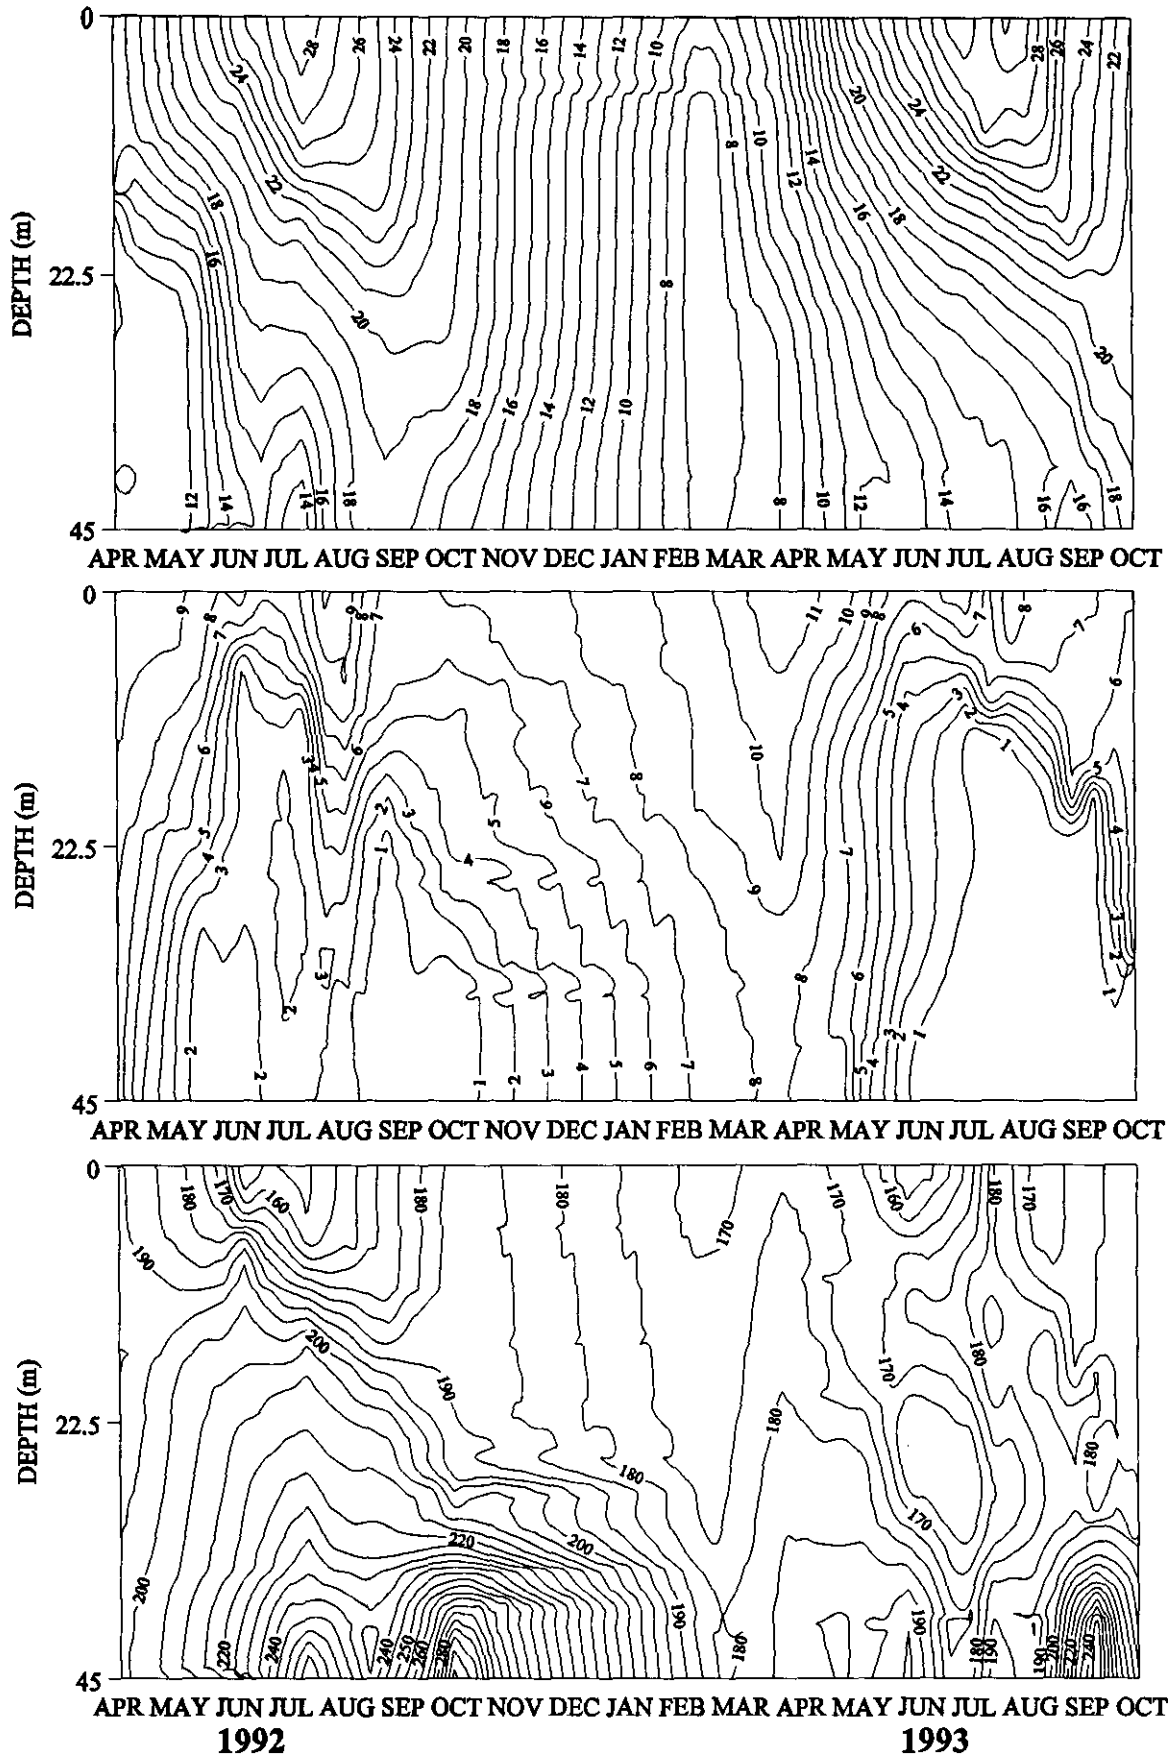 0
28 26 24 22 20 18 16 14 12 10 28 26 24 22
24 20 24
10
8 14
22 12 22
18 16 18
16
DEPTH (m)
22.5
8
20 20
18 16 14 12 10
12 14 14 16 18 8 10 12 14 16 16 18
45
APR MAY JUN JUL AUG SEP OCT NOV DEC JAN FEB MAR APR MAY JUN JUL AUG SEP OCT
0
9 8 7 9 8 7 11 10 9 8 6 7 8 7
6
5 4 3 2 1
6 6 10
3 4 5 7 8 5
9
2 3 5 4
DEPTH (m)
22.5
5 4 3 1 4 7
9
3 8 6 3 2
2 1
2 2 1 2 3 4 5 6 7 8 5 4 3 2 1
45
APR MAY JUN JUL AUG SEP OCT NOV DEC JAN FEB MAR APR MAY JUN JUL AUG SEP OCT
0
180 170 160 180 180 170 170 160 180 170
190
200 180
190 170
DEPTH (m)
22.5
180
180 180
170
220 200
200 190 190
220 240 240 250 260 280 180 180 190 190 200 220 240
45
APR MAY JUN JUL AUG SEP OCT NOV DEC JAN FEB MAR APR MAY JUN JUL AUG SEP OCT
1992 1993